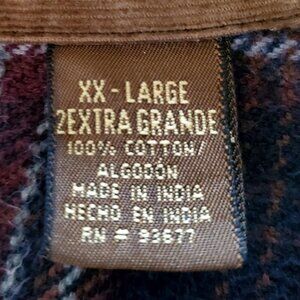 XX - LARGE
2EXTRA GRANDE
100% COTTON/
ALGODÓN
MADE IN INDIA
HECHO EN INDIA
RN # 93677